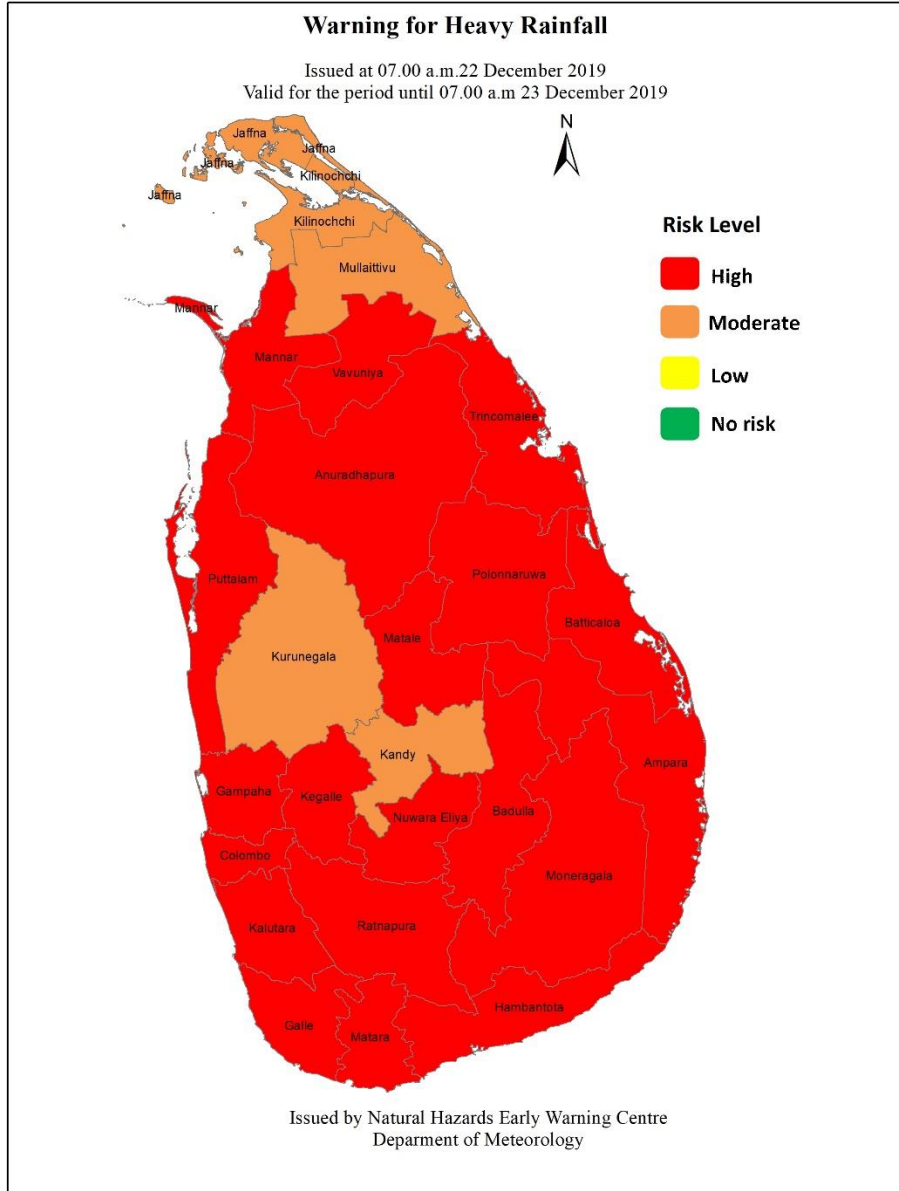 Warning for Heavy Rainfall
Issued at 07.00 a.m.22 December 2019
Valid for the period until 07.00 a.m 23 December 2019
N
Jaffna
Jaffna
Jaffna
Kilinochchi
Jaffna
Kilinochchi
Risk Level
Mullaittivu
High
Mannar
Moderate
Mannar
Vavuniya
Low
Trincomalee
No risk
Anuradhapura
Puttalam
Polonnaruwa
Batticaloa
Matale
Kurunegala
Kandy
Ampara
Gampaha
Kegalle
Nuwara Eliya
Badulla
Colombo
Moneragala
Kalutara
Ratnapura
Hambantota
Galle
Matara
Issued by Natural Hazards Early Warning Centre
Deparment of Meteorology